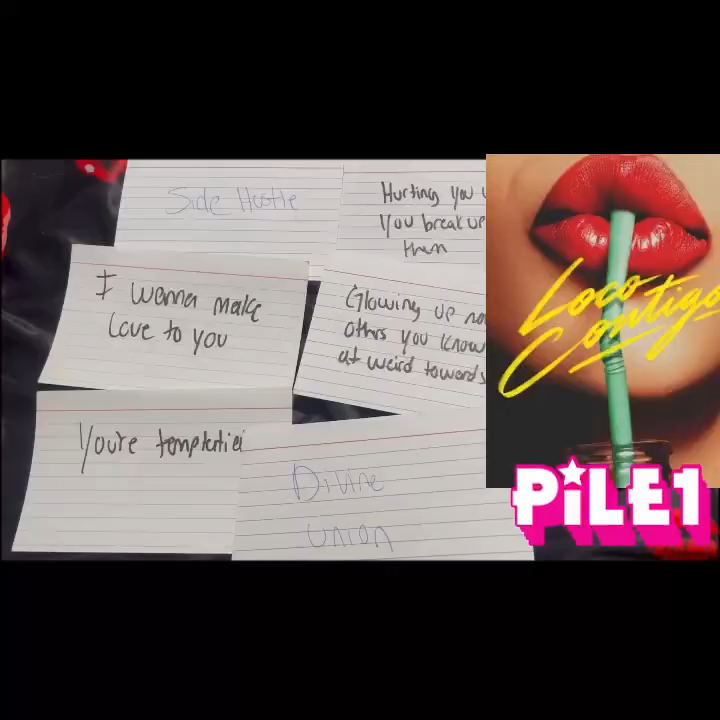 Side Hustle
Hurting you
You break up
them
I wanna make
Love to you
Glowing up
others you know
at weird towards
You're
Divine
union
Loco
Contigo
PiLE1